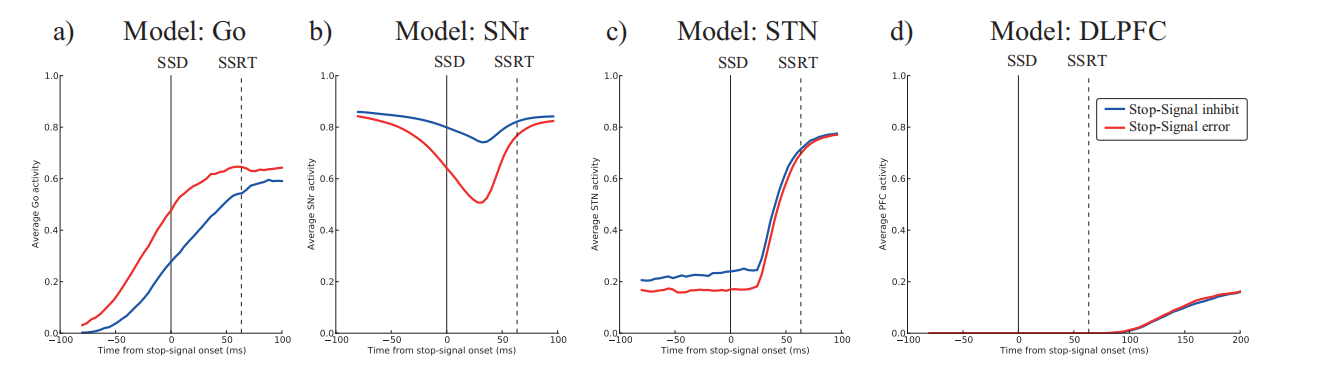 a) Model: Go
SSD SSRT
1.0
0.8
0.6
0.4
0.2
0.0
Average Go activity
−100 −50 0 50 100
Time from stop-signal onset (ms)
b) Model: SNr
SSD SSRT
1.0
0.8
0.6
0.4
0.2
0.0
Average SNr activity
−100 −50 0 50 100
Time from stop-signal onset (ms)
c) Model: STN
SSD SSRT
1.0
0.8
0.6
0.4
0.2
0.0
Average STN activity
−100 −50 0 50 100
Time from stop-signal onset (ms)
d) Model: DLPFC
SSD SSRT
Stop-Signal inhibit
Stop-Signal error
1.0
0.8
0.6
0.4
0.2
0.0
Average PFC activity
−100 −50 0 50 100 150 200
Time from stop-signal onset (ms)